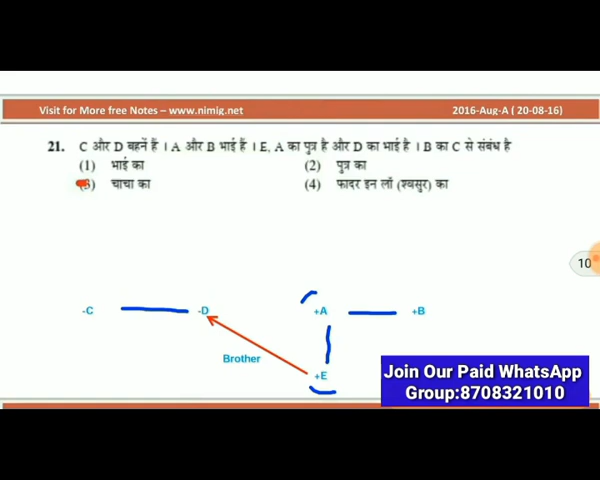 Visit for More free Notes – www.nimig.net 2016-Aug-A ( 20-08-16)
21. C और D बहनें हैं । A और B भाई हैं । E, A का पुत्र है और D का भाई है । B का C से संबंध है
(1) भाई का (2) पुत्र का
(3) चाचा का (4) फादर इन लॉ (श्वसुर) का
10
-C -D +A +B
Brother
+E
Join Our Paid WhatsApp
Group:8708321010